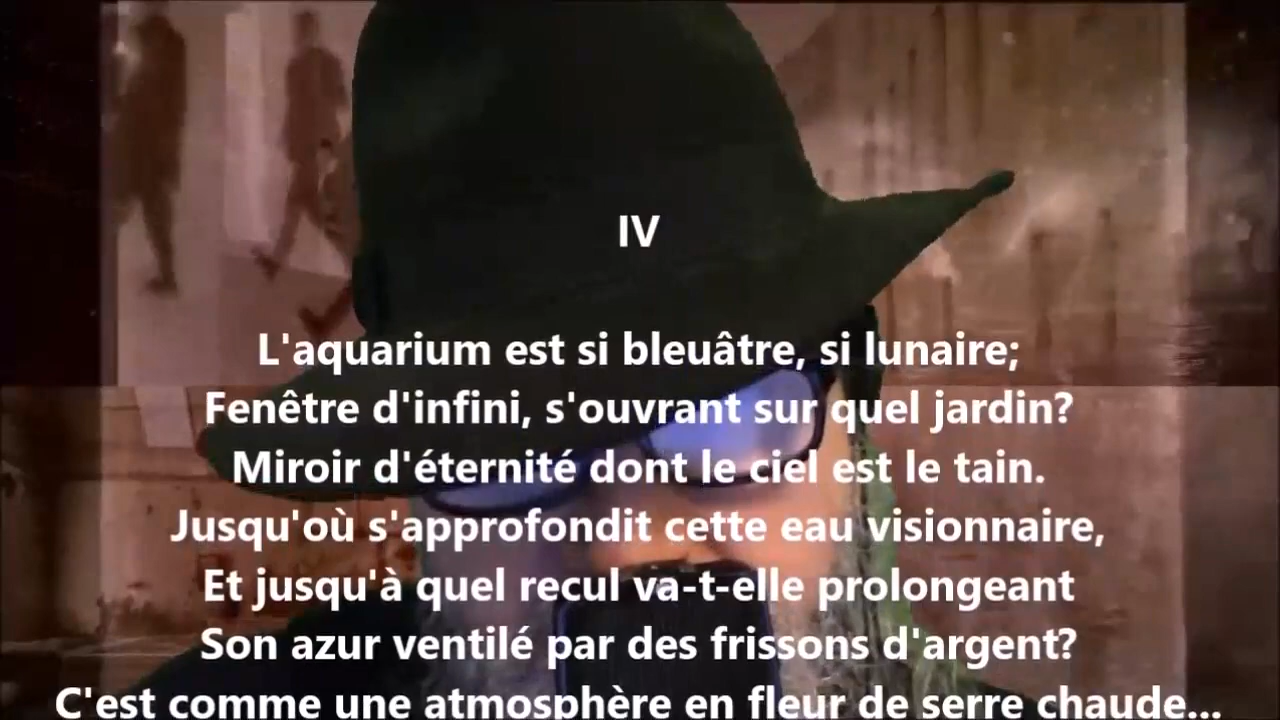 IV
L'aquarium est si bleuâtre, si lunaire;
Fenêtre d'infini, s'ouvrant sur quel jardin?
Miroir d'éternité dont le ciel est le tain.
Jusqu'où s'approfondit cette eau visionnaire,
Et jusqu'à quel recul va-t-elle prolongeant
Son azur ventilé par des frissons d'argent?
C'est comme une atmosphère en fleur de serre chaude...